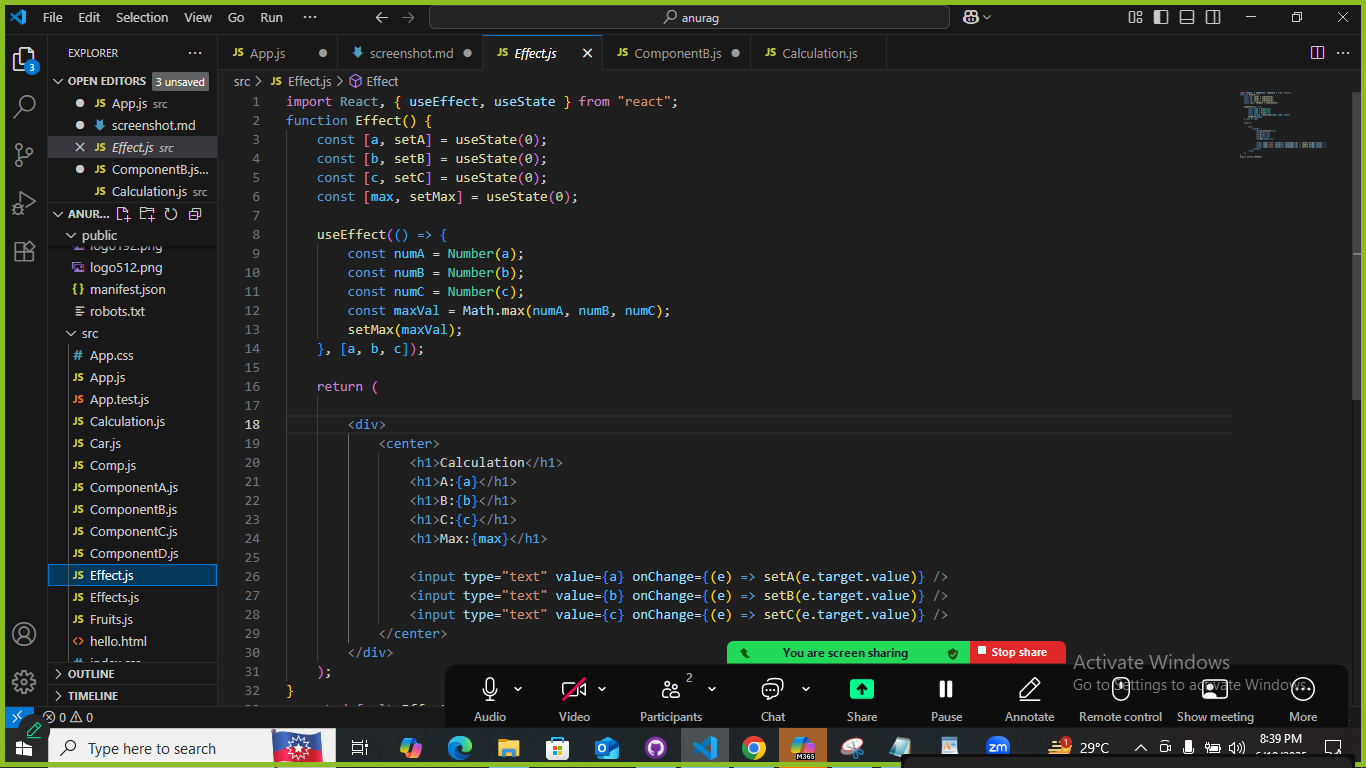 File Edit Selection View Go Run ··· anurag
EXPLORER
OPEN EDITORS 3 unsaved
App.js src
screenshot.md
Effect.js src
ComponentB.js...
Calculation.js src
ANUR...
public
logo192.png
logo512.png
manifest.json
robots.txt
src
App.css
App.js
App.test.js
Calculation.js
Car.js
Comp.js
ComponentA.js
ComponentB.js
ComponentC.js
ComponentD.js
Effect.js
Effects.js
Fruits.js
hello.html
OUTLINE
TIMELINE
App.js screenshot.md Effect.js ComponentB.js Calculation.js
src > JS Effect.js > Effect
1 import React, { useEffect, useState } from "react";
2 function Effect() {
3 const [a, setA] = useState(0);
4 const [b, setB] = useState(0);
5 const [c, setC] = useState(0);
6 const [max, setMax] = useState(0);
7
8 useEffect(() => {
9 const numA = Number(a);
10 const numB = Number(b);
11 const numC = Number(c);
12 const maxVal = Math.max(numA, numB, numC);
13 setMax(maxVal);
14 }, [a, b, c]);
15
16 return (
17
18 <div>
19 <center>
20 <h1>Calculation</h1>
21 <h1>A:{a}</h1>
22 <h1>B:{b}</h1>
23 <h1>C:{c}</h1>
24 <h1>Max:{max}</h1>
25
26 <input type="text" value={a} onChange={(e) => setA(e.target.value)} />
27 <input type="text" value={b} onChange={(e) => setB(e.target.value)} />
28 <input type="text" value={c} onChange={(e) => setC(e.target.value)} />
29 </center>
30 </div>
31 );
32 }
You are screen sharing Stop share
Activate Windows
Go to Settings to activate Windows.
Audio Video Participants 2 Chat Share Pause Annotate Remote control Show meeting More
0 0
Type here to search
M365
zm
1
29°C
8:39 PM